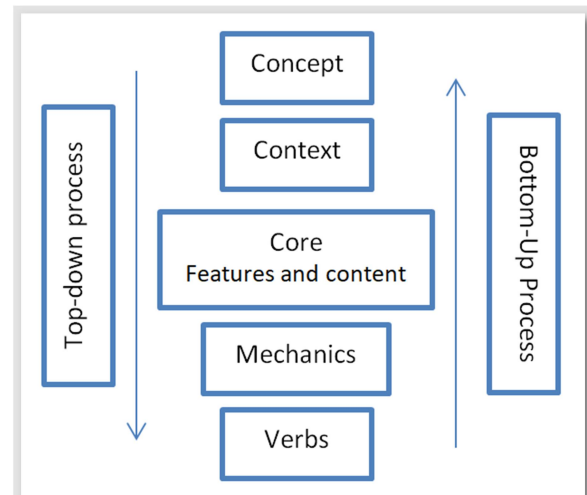 Concept
Context
Core
Features and content
Mechanics
Verbs
Top-down process
Bottom-Up Process